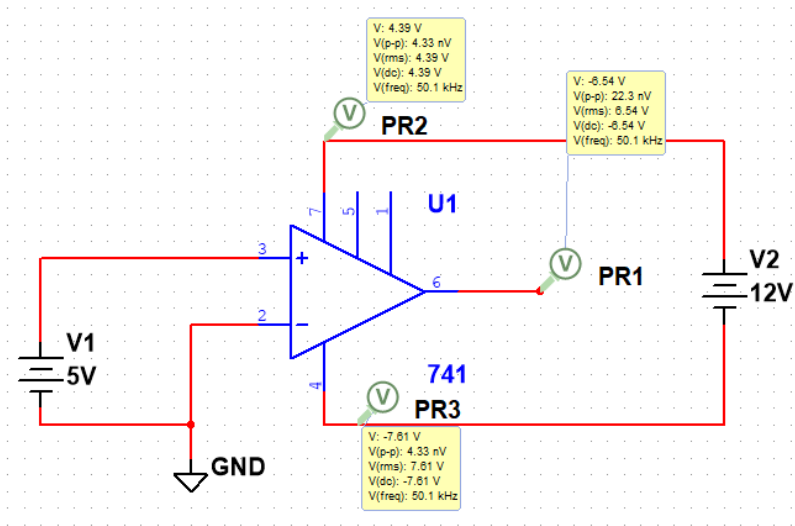 V: 4.39 V
V(p-p): 4.33 nV
V(rms): 4.39 V
V(dc): 4.39 V
V(freq): 50.1 kHz
V
PR2
V: -6.54 V
V(p-p): 22.3 nV
V(rms): 6.54 V
V(dc): -6.54 V
V(freq): 50.1 kHz
7
5
1
U1
3
+
V
PR1
6
V2
12V
2
−
V1
5V
4
741
V
PR3
V: -7.61 V
V(p-p): 4.33 nV
V(rms): 7.61 V
V(dc): -7.61 V
V(freq): 50.1 kHz
GND